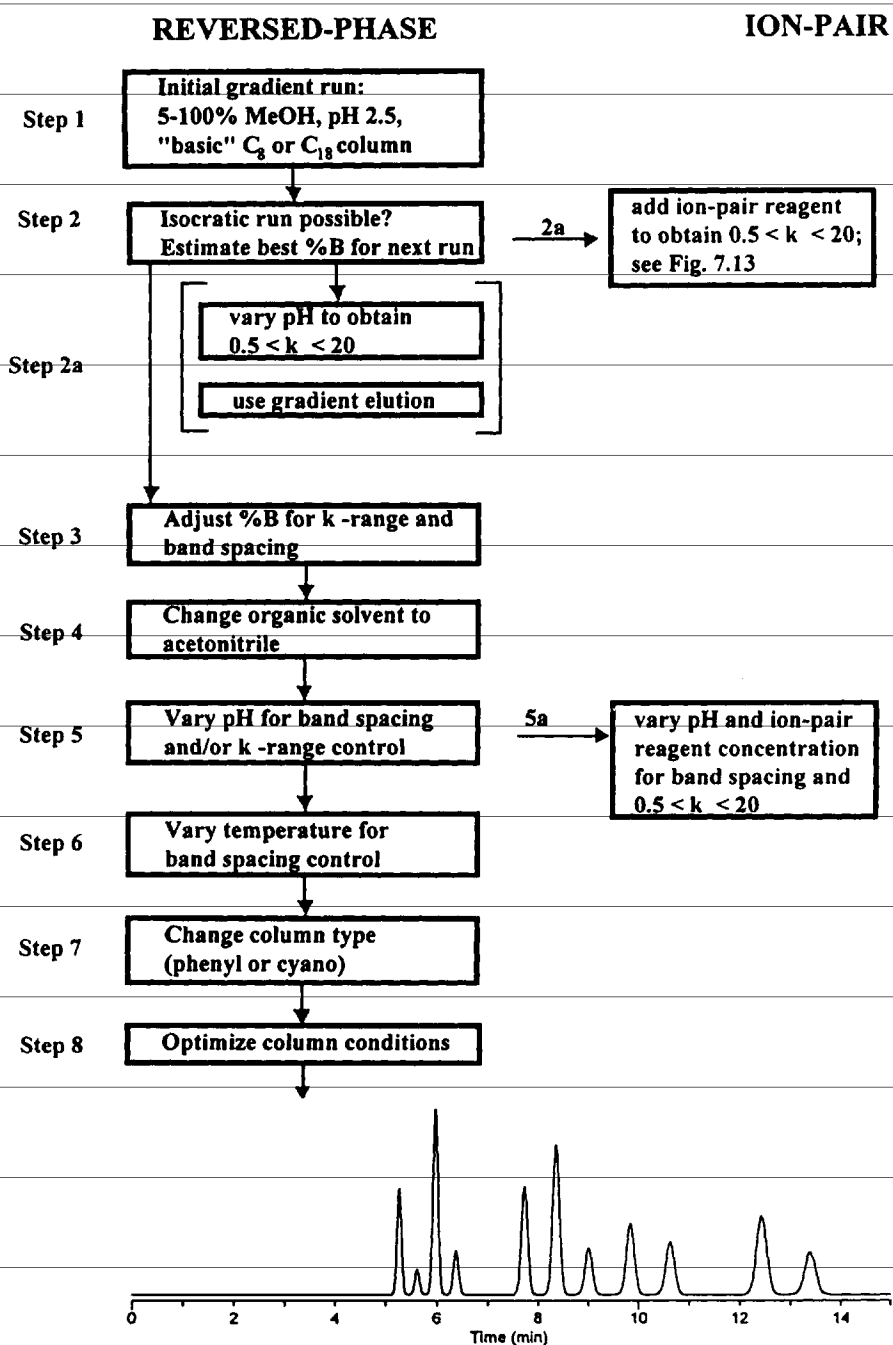 REVERSED-PHASE
ION-PAIR
Step 1
Initial gradient run:
5-100% MeOH, pH 2.5,
"basic" C8 or C18 column
Step 2
Isocratic run possible?
Estimate best %B for next run
2a
add ion-pair reagent
to obtain 0.5 < k < 20;
see Fig. 7.13
Step 2a
vary pH to obtain
0.5 < k < 20
use gradient elution
Step 3
Adjust %B for k -range and
band spacing
Step 4
Change organic solvent to
acetonitrile
Step 5
Vary pH for band spacing
and/or k -range control
5a
vary pH and ion-pair
reagent concentration
for band spacing and
0.5 < k < 20
Step 6
Vary temperature for
band spacing control
Step 7
Change column type
(phenyl or cyano)
Step 8
Optimize column conditions
0 2 4 6 8 10 12 14
Time (min)